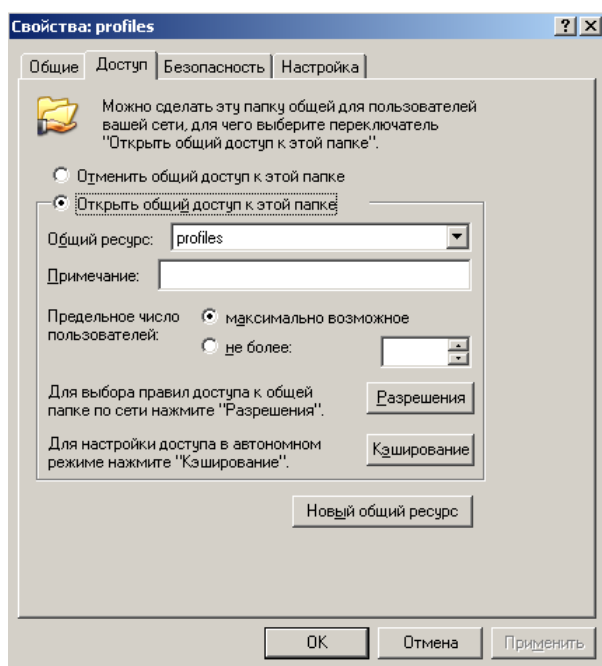 Свойства: profiles
Общие Доступ Безопасность Настройка
Можно сделать эту папку общей для пользователей
вашей сети, для чего выберите переключатель
"Открыть общий доступ к этой папке".
Отменить общий доступ к этой папке
Открыть общий доступ к этой папке
Общий ресурс: profiles
Примечание:
Предельное число
пользователей:
максимально возможное
не более:
Для выбора правил доступа к общей
папке по сети нажмите "Разрешения".
Разрешения
Для настройки доступа в автономном
режиме нажмите "Кэширование".
Кэширование
Новый общий ресурс
OK Отмена Применить